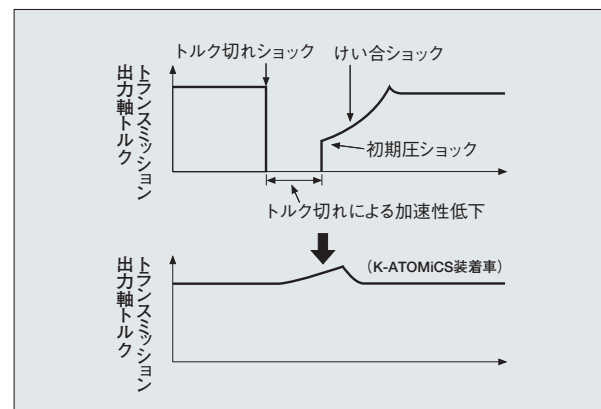 トルク切れショック
けい合ショック
トランスミッション
出力軸トルク
初期圧ショック
トルク切れによる加速性低下
(K-ATOMiCS装着車)
トランスミッション
出力軸トルク